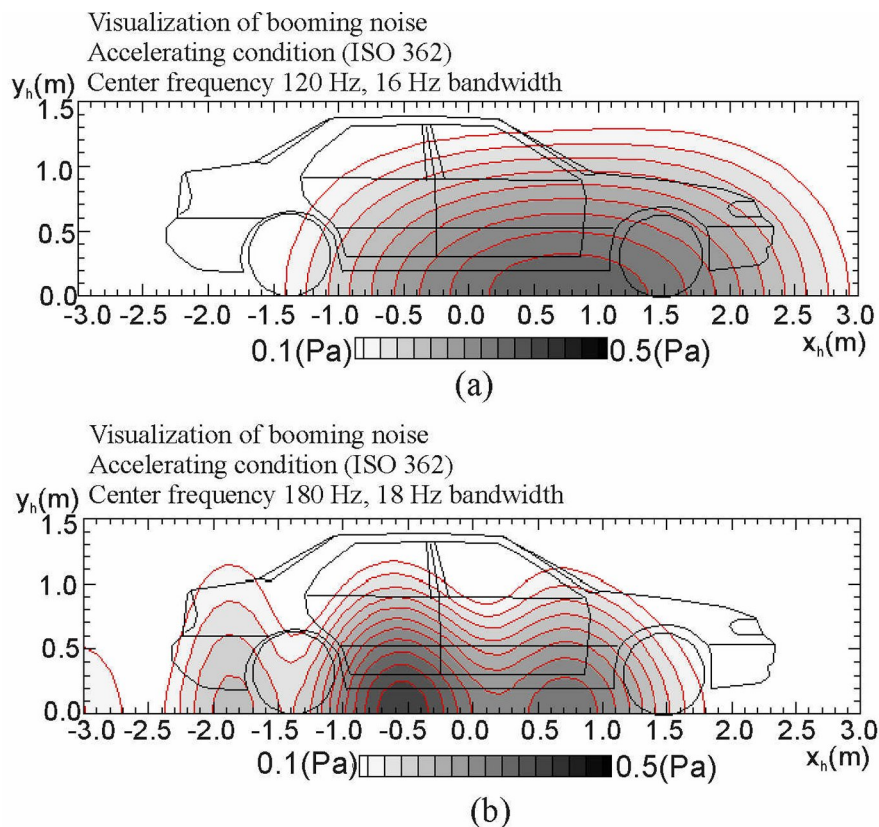 Visualization of booming noise
Accelerating condition (ISO 362)
Center frequency 120 Hz, 16 Hz bandwidth
y_h(m)
1.5
1.0
0.5
0.0
-3.0 -2.5 -2.0 -1.5 -1.0 -0.5 0.0 0.5 1.0 1.5 2.0 2.5 3.0
0.1(Pa) 0.5(Pa) x_h(m)
(a)
Visualization of booming noise
Accelerating condition (ISO 362)
Center frequency 180 Hz, 18 Hz bandwidth
y_h(m)
1.5
1.0
0.5
0.0
-3.0 -2.5 -2.0 -1.5 -1.0 -0.5 0.0 0.5 1.0 1.5 2.0 2.5 3.0
0.1(Pa) 0.5(Pa) x_h(m)
(b)